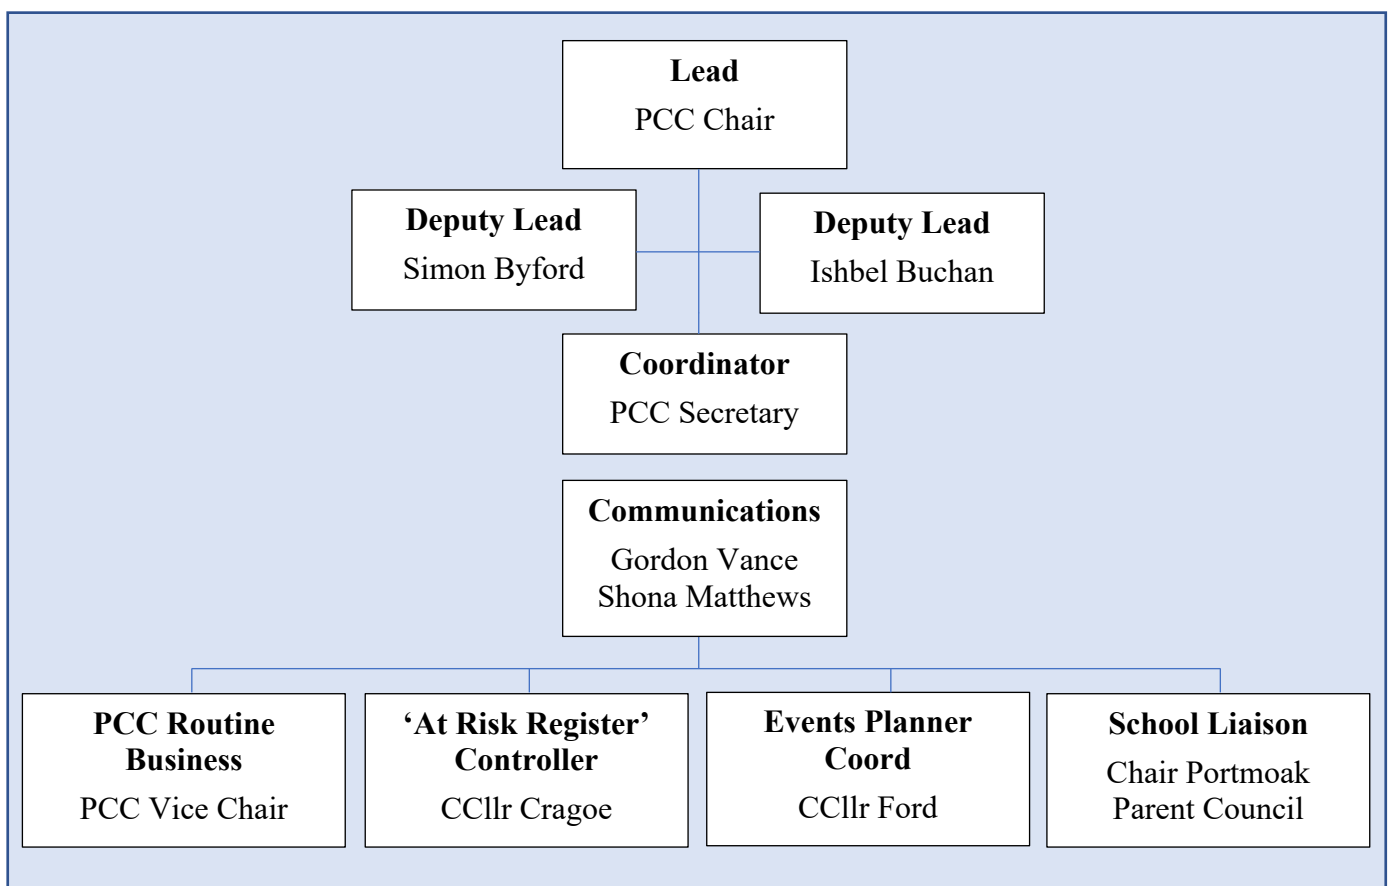 Lead
PCC Chair
Deputy Lead
Simon Byford
Deputy Lead
Ishbel Buchan
Coordinator
PCC Secretary
Communications
Gordon Vance
Shona Matthews
PCC Routine
Business
PCC Vice Chair
‘At Risk Register’
Controller
CCllr Cragoe
Events Planner
Coord
CCllr Ford
School Liaison
Chair Portmoak
Parent Council